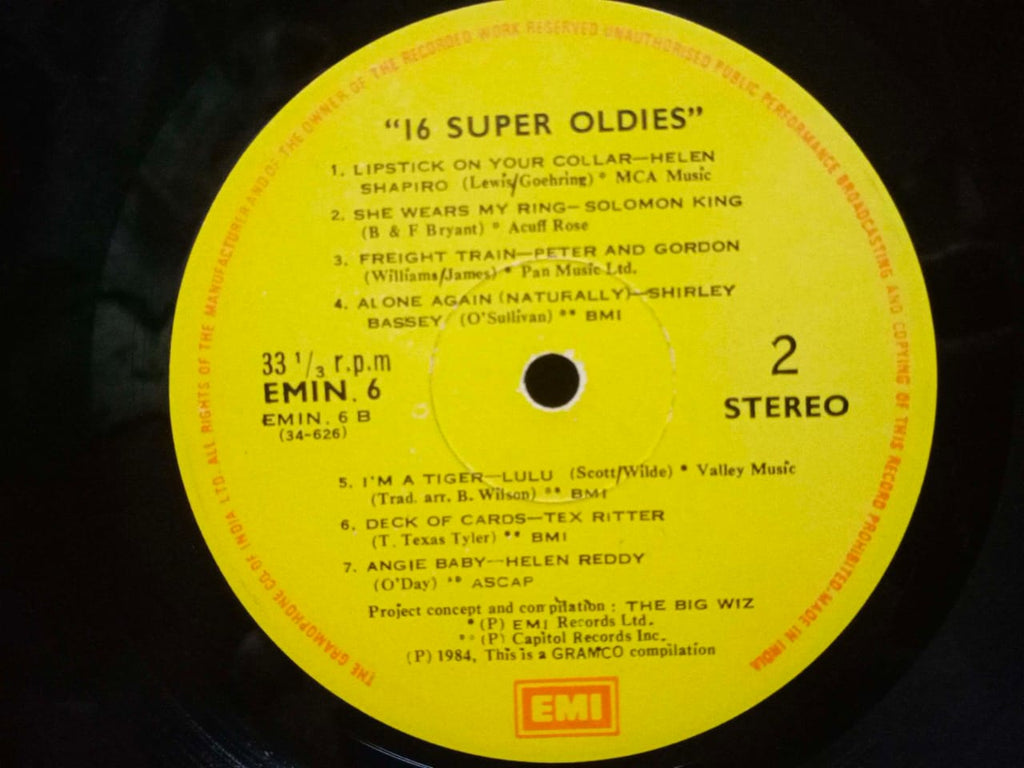 THE GRAMOPHONE CO. OF INDIA LTD. ALL RIGHTS OF THE MANUFACTURER AND OF THE OWNER OF THE RECORDED WORK RESERVED UNAUTHORISED PUBLIC PERFORMANCE BROADCASTING AND COPYING OF THIS RECORD PROHIBITED-MADE IN INDIA
"16 SUPER OLDIES"
1. LIPSTICK ON YOUR COLLAR—HELEN
SHAPIRO (Lewis/Goehring) * MCA Music
2. SHE WEARS MY RING—SOLOMON KING
(B & F Bryant) * Acuff Rose
3. FREIGHT TRAIN—PETER AND GORDON
(Williams/James) * Pan Music Ltd.
4. ALONE AGAIN (NATURALLY)—SHIRLEY
BASSEY (O'Sullivan) ** BMI
33 1/3 r.p.m
EMIN. 6
EMIN. 6 B
(34-626)
2
STEREO
5. I'M A TIGER—LULU (Scott/Wilde) * Valley Music
(Trad. arr. B. Wilson) ** BMI
6. DECK OF CARDS—TEX RITTER
(T. Texas Tyler) ** BMI
7. ANGIE BABY—HELEN REDDY
(O'Day) ** ASCAP
Project concept and compilation : THE BIG WIZ
* (P) EMI Records Ltd.
** (P) Capitol Records Inc.
(P) 1984, This is a GRAMCO compilation
EMI